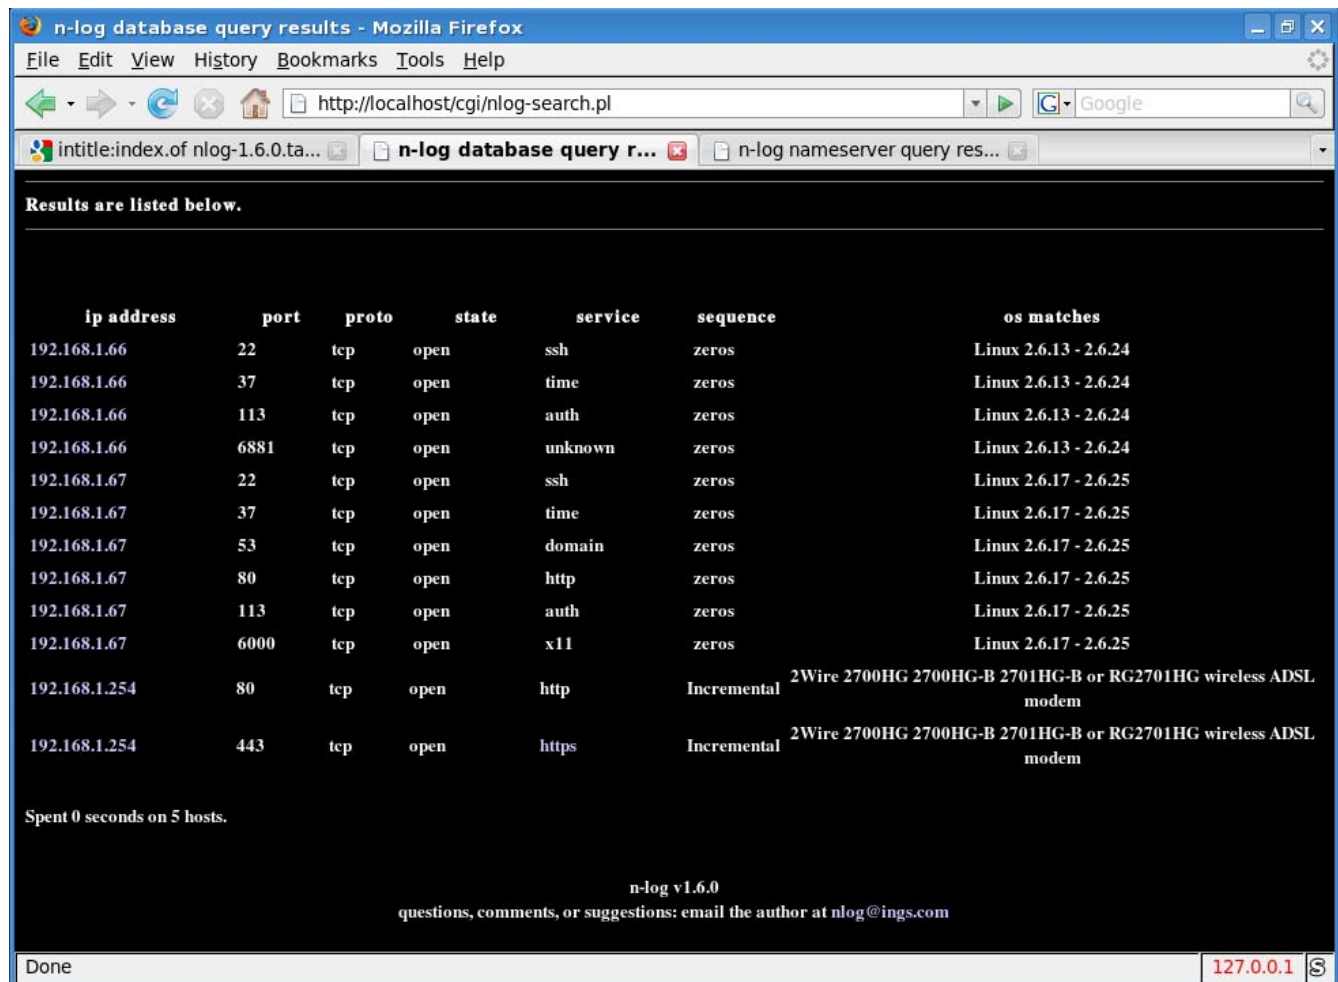 n-log database query results - Mozilla Firefox
File Edit View History Bookmarks Tools Help
http://localhost/cgi/nlog-search.pl G Google
intitle:index.of nlog-1.6.0.ta... n-log database query r... n-log nameserver query res...
Results are listed below.
ip address port proto state service sequence os matches
192.168.1.66 22 tcp open ssh zeros Linux 2.6.13 - 2.6.24
192.168.1.66 37 tcp open time zeros Linux 2.6.13 - 2.6.24
192.168.1.66 113 tcp open auth zeros Linux 2.6.13 - 2.6.24
192.168.1.66 6881 tcp open unknown zeros Linux 2.6.13 - 2.6.24
192.168.1.67 22 tcp open ssh zeros Linux 2.6.17 - 2.6.25
192.168.1.67 37 tcp open time zeros Linux 2.6.17 - 2.6.25
192.168.1.67 53 tcp open domain zeros Linux 2.6.17 - 2.6.25
192.168.1.67 80 tcp open http zeros Linux 2.6.17 - 2.6.25
192.168.1.67 113 tcp open auth zeros Linux 2.6.17 - 2.6.25
192.168.1.67 6000 tcp open x11 zeros Linux 2.6.17 - 2.6.25
192.168.1.254 80 tcp open http Incremental 2Wire 2700HG 2700HG-B 2701HG-B or RG2701HG wireless ADSL
modem
192.168.1.254 443 tcp open https Incremental 2Wire 2700HG 2700HG-B 2701HG-B or RG2701HG wireless ADSL
modem
Spent 0 seconds on 5 hosts.
n-log v1.6.0
questions, comments, or suggestions: email the author at nlog@ings.com
Done 127.0.0.1 S